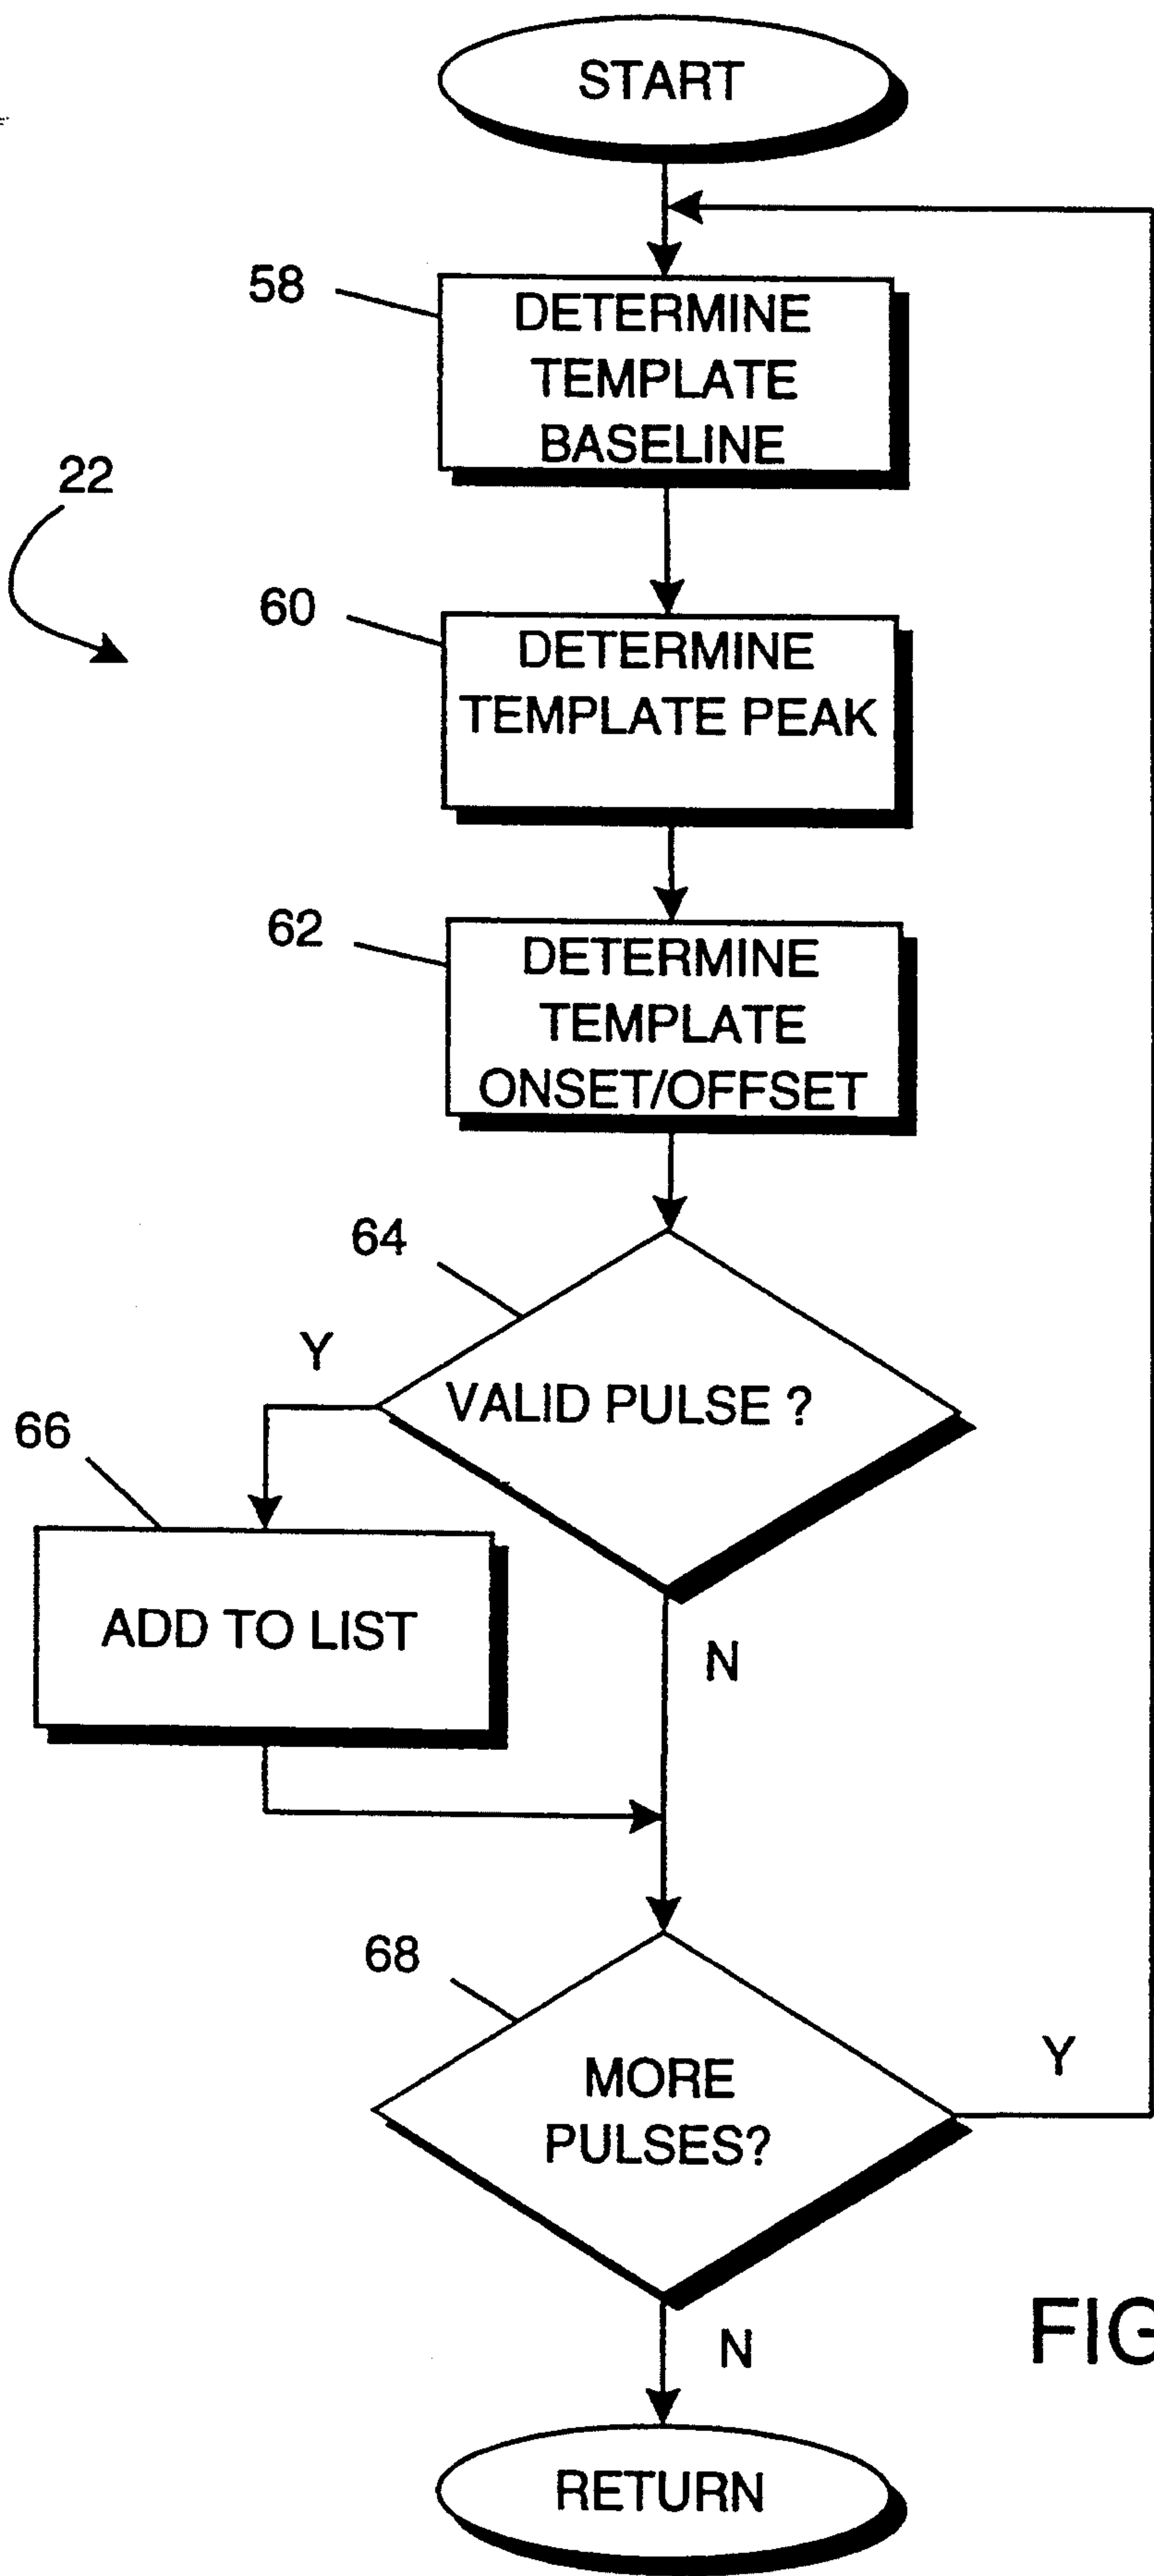 START
58
DETERMINE
TEMPLATE
BASELINE
22
60
DETERMINE
TEMPLATE PEAK
62
DETERMINE
TEMPLATE
ONSET/OFFSET
64
Y
VALID PULSE ?
66
ADD TO LIST
N
68
MORE
PULSES?
Y
N
FIG
RETURN